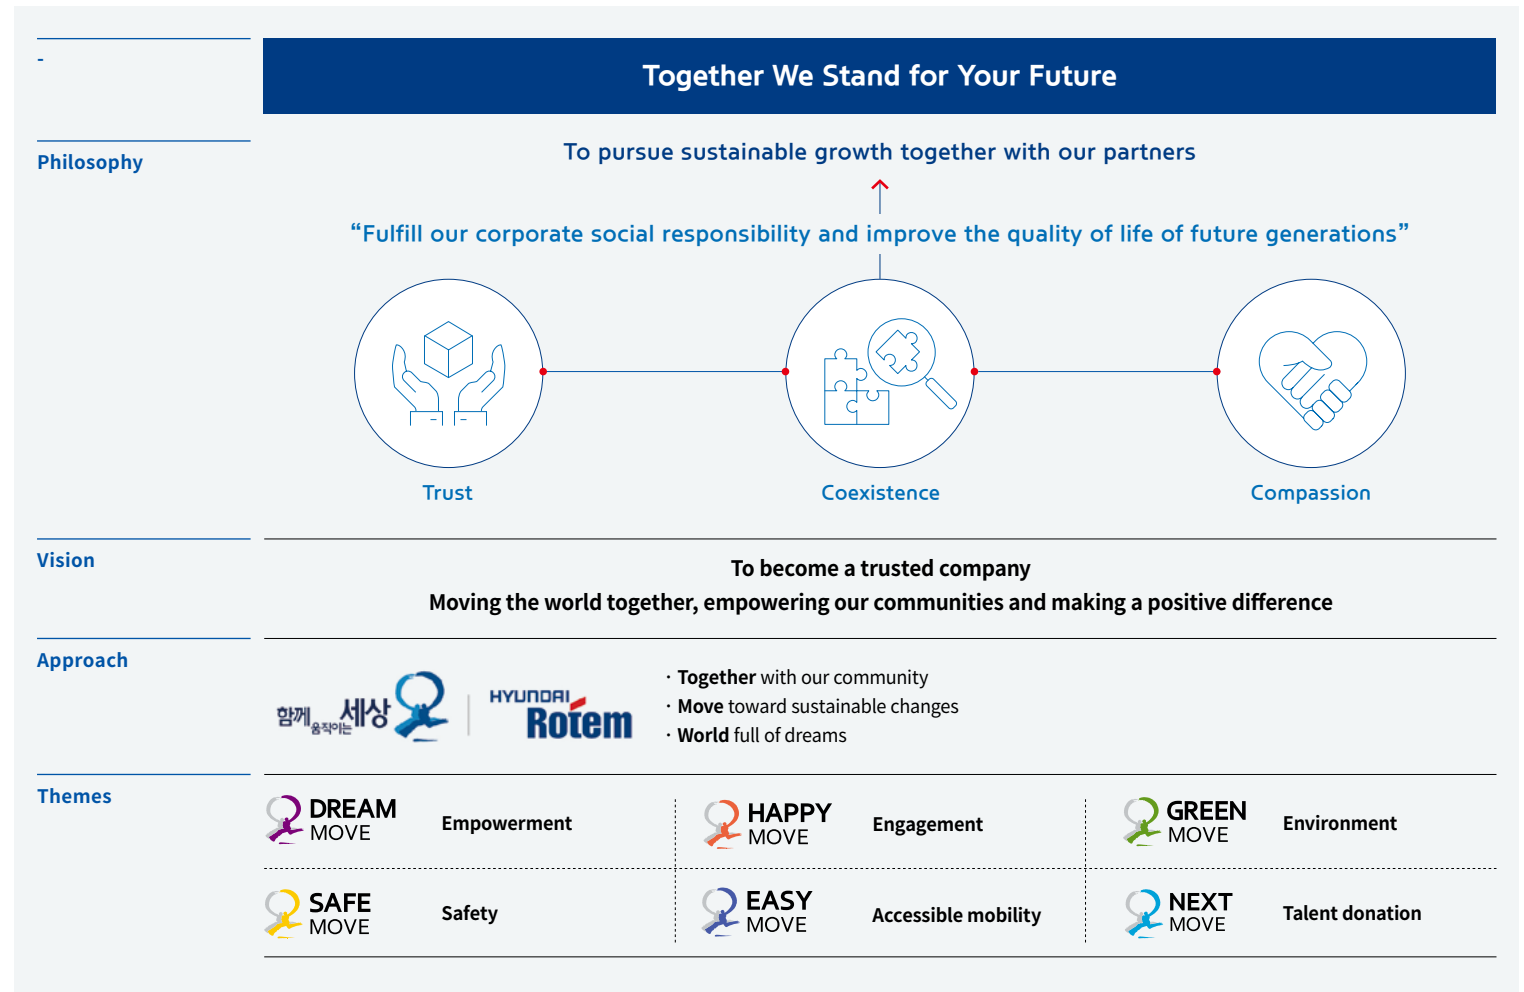 -
Together We Stand for Your Future
Philosophy
To pursue sustainable growth together with our partners
“Fulfill our corporate social responsibility and improve the quality of life of future generations”
Trust
Coexistence
Compassion
Vision
To become a trusted company
Moving the world together, empowering our communities and making a positive difference
Approach
함께 움직이는 세상
HYUNDAI
Rotem
· Together with our community
· Move toward sustainable changes
· World full of dreams
Themes
DREAM
MOVE
Empowerment
HAPPY
MOVE
Engagement
GREEN
MOVE
Environment
SAFE
MOVE
Safety
EASY
MOVE
Accessible mobility
NEXT
MOVE
Talent donation